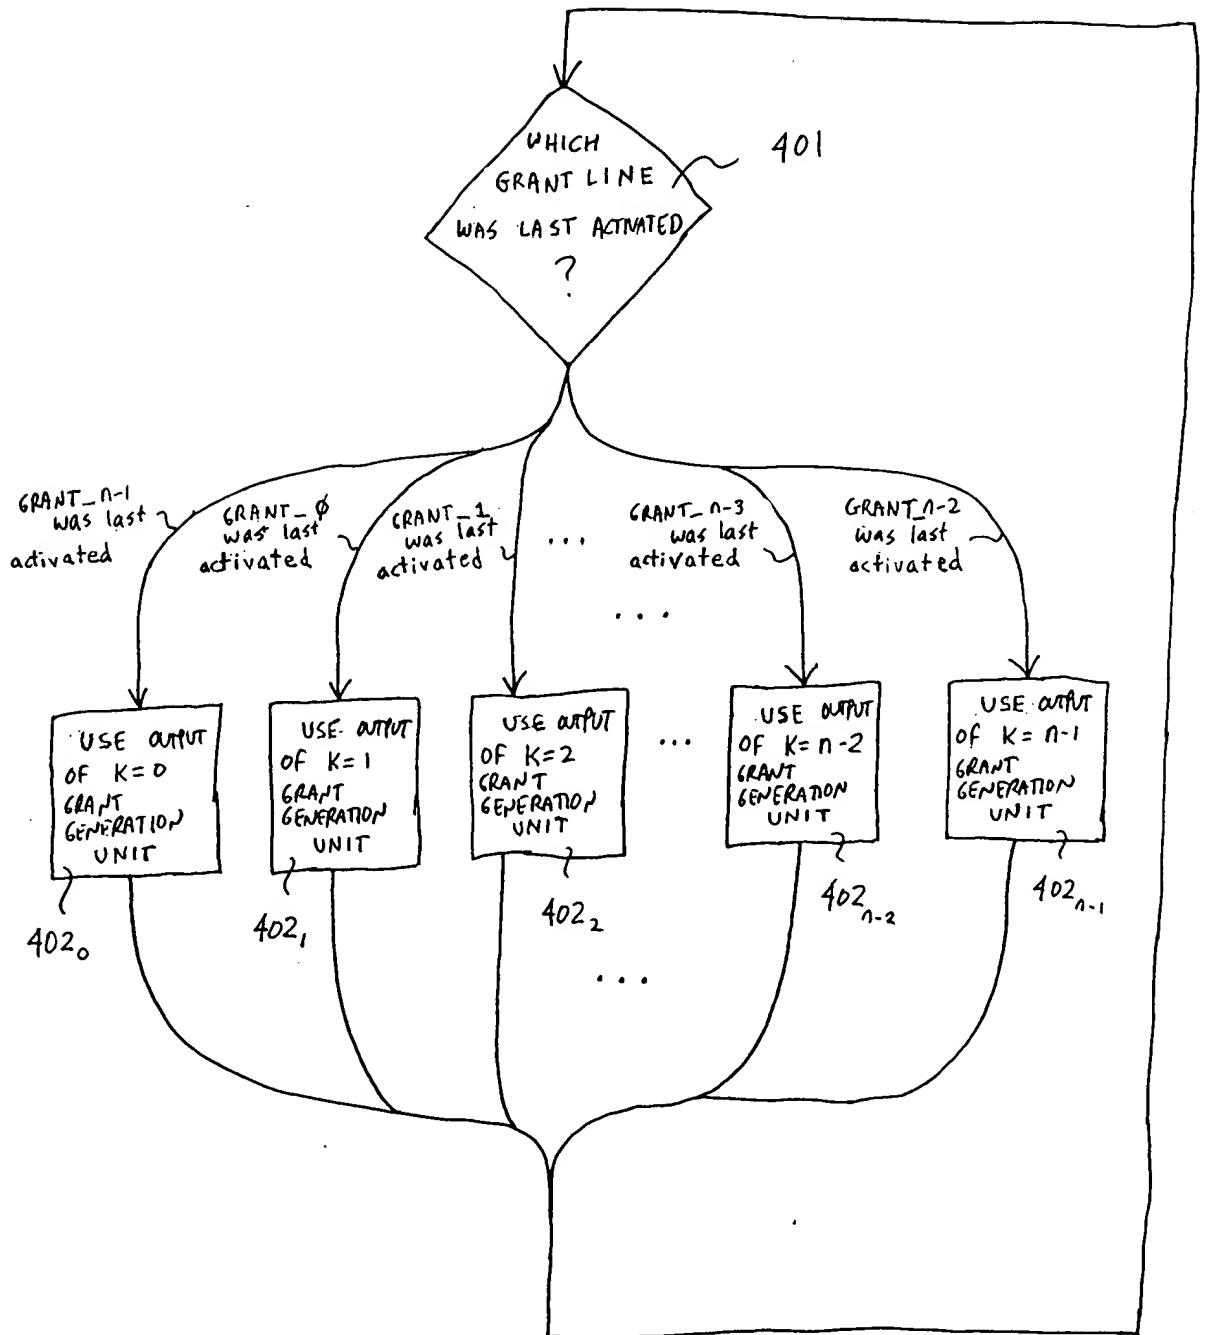 WHICH
GRANT LINE
WAS LAST ACTIVATED
?
401
GRANT_n-1
was last
activated
GRANT_0
was last
activated
GRANT_1
was last
activated
...
GRANT_n-3
was last
activated
GRANT_n-2
was last
activated
...
USE OUTPUT
OF K=0
GRANT
GENERATION
UNIT
402₀
USE OUTPUT
OF K=1
GRANT
GENERATION
UNIT
402₁
USE OUTPUT
OF K=2
GRANT
GENERATION
UNIT
402₂
...
USE OUTPUT
OF K=n-2
GRANT
GENERATION
UNIT
402n-2
USE OUTPUT
OF K=n-1
GRANT
GENERATION
UNIT
402n-1
...